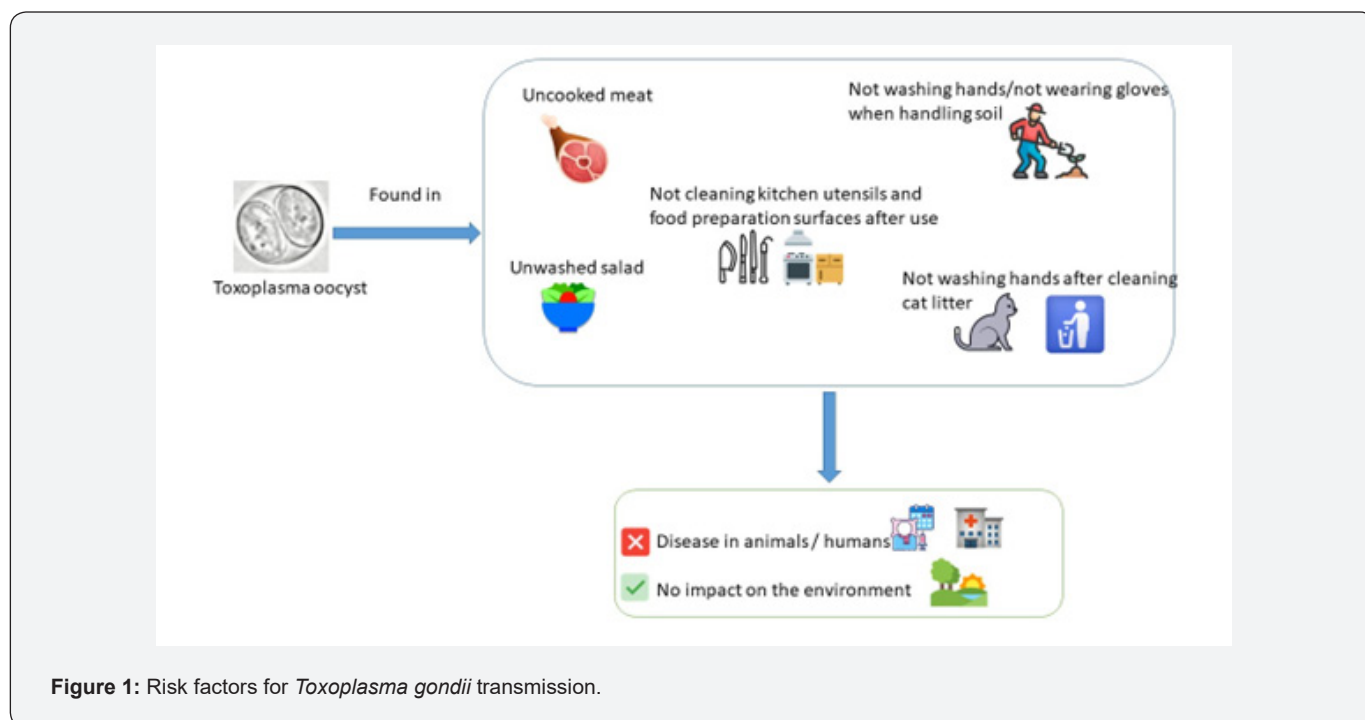 Uncooked meat
Not washing hands/not wearing gloves
when handling soil
Found in
Not cleaning kitchen utensils and
food preparation surfaces after use
Toxoplasma oocyst
Unwashed salad
Not washing hands after cleaning
cat litter
Disease in animals / humans
No impact on the environment
Figure 1: Risk factors for Toxoplasma gondii transmission.